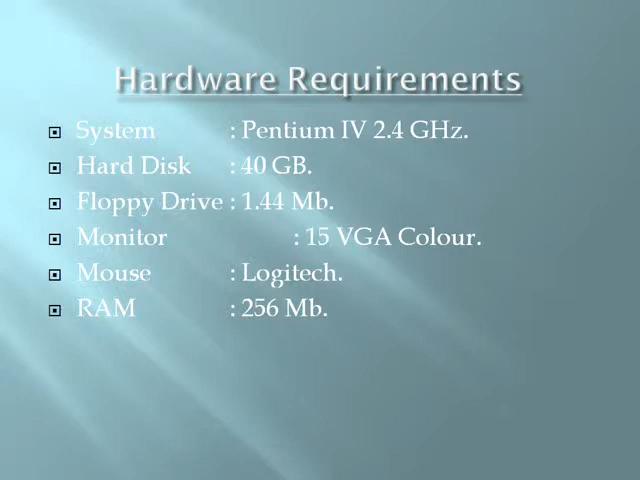 Hardware Requirements
System : Pentium IV 2.4 GHz.
Hard Disk : 40 GB.
Floppy Drive : 1.44 Mb.
Monitor : 15 VGA Colour.
Mouse : Logitech.
RAM : 256 Mb.